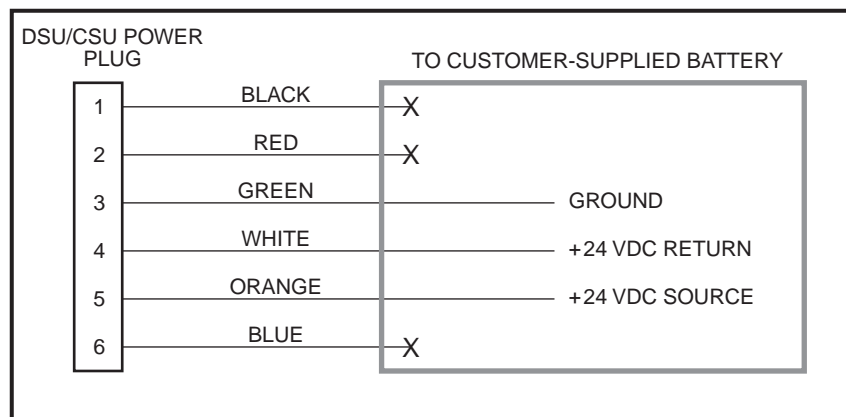 DSU/CSU POWER
PLUG
TO CUSTOMER-SUPPLIED BATTERY
1 BLACK X
2 RED X
3 GREEN GROUND
4 WHITE +24 VDC RETURN
5 ORANGE +24 VDC SOURCE
6 BLUE X